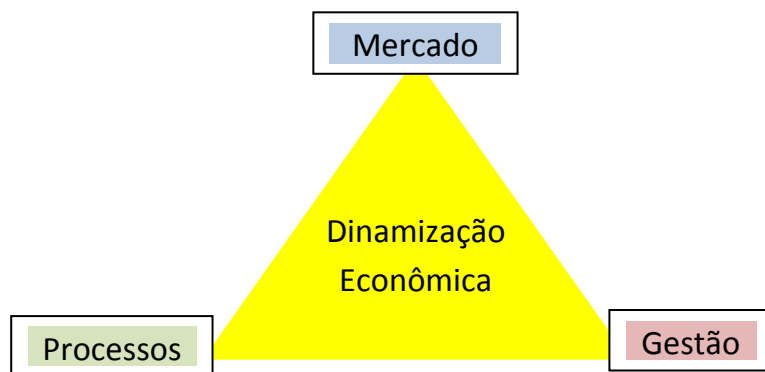 Mercado
Dinamização
Econômica
Processos
Gestão